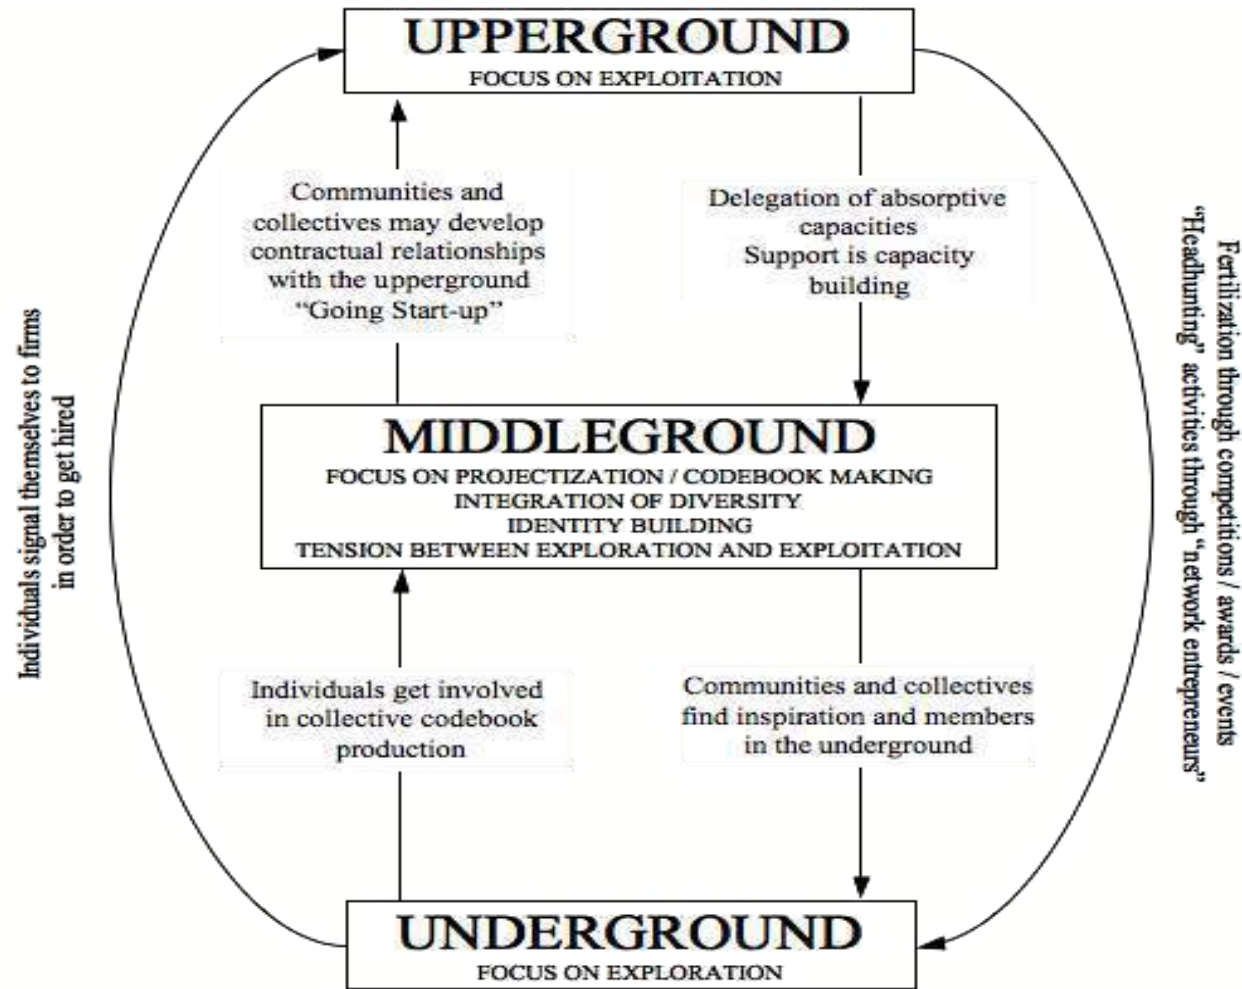 UPPERGROUND
FOCUS ON EXPLOITATION
Communities and
collectives may develop
contractual relationships
with the upperground
“Going Start-up”
Delegation of absorptive
capacities
Support is capacity
building
Individuals signal themselves to firms
in order to get hired
Fertilization through competitions / awards / events
“Headhunting” activities through “network entrepreneurs”
MIDDLEGROUND
FOCUS ON PROJECTIZATION / CODEBOOK MAKING
INTEGRATION OF DIVERSITY
IDENTITY BUILDING
TENSION BETWEEN EXPLORATION AND EXPLOITATION
Individuals get involved
in collective codebook
production
Communities and collectives
find inspiration and members
in the underground
UNDERGROUND
FOCUS ON EXPLORATION